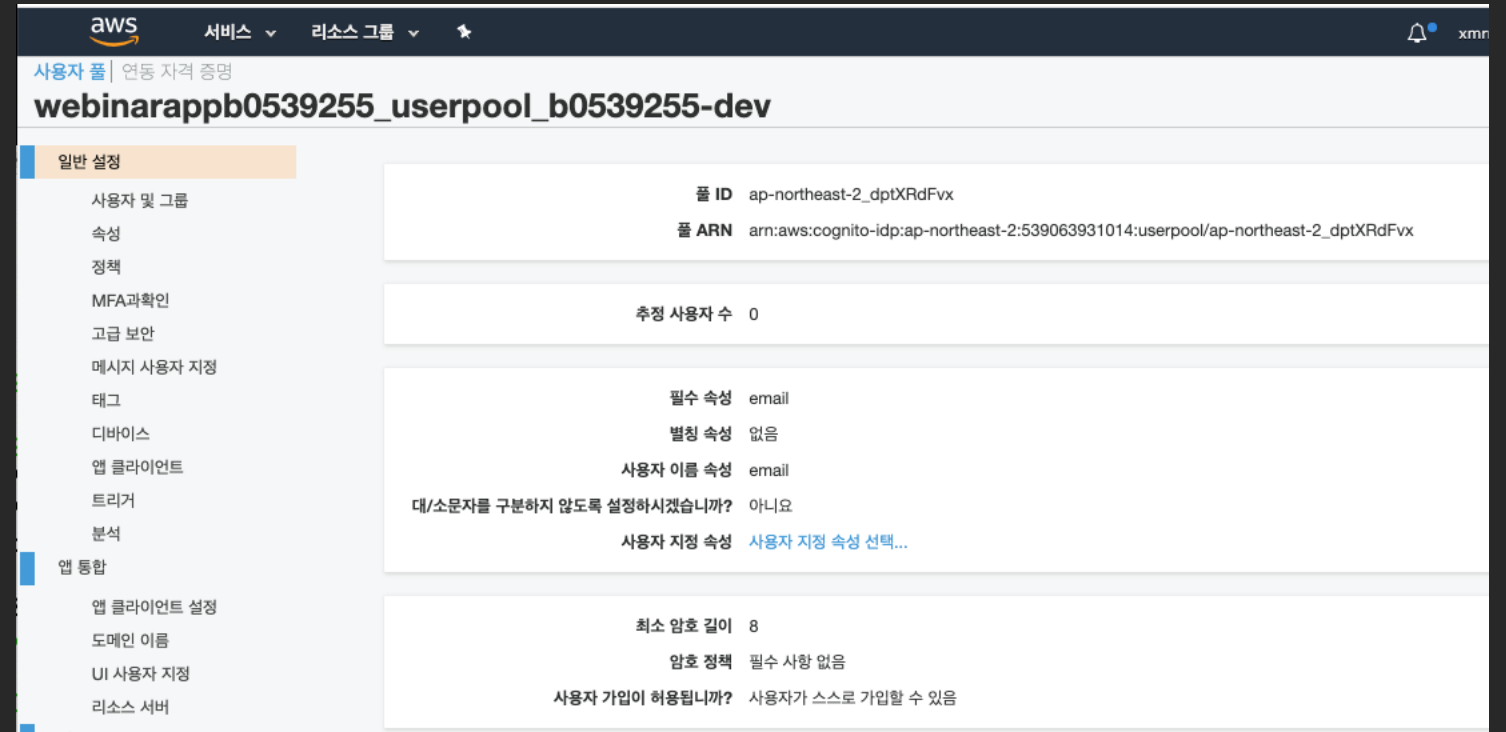 aws 서비스 리소스 그룹 xmr
사용자 풀 | 연동 자격 증명
webinarappb0539255_userpool_b0539255-dev
일반 설정
사용자 및 그룹
속성
정책
MFA과확인
고급 보안
메시지 사용자 지정
태그
디바이스
앱 클라이언트
트리거
분석
앱 통합
앱 클라이언트 설정
도메인 이름
UI 사용자 지정
리소스 서버
풀 ID ap-northeast-2_dptXRdFvx
풀 ARN arn:aws:cognito-idp:ap-northeast-2:539063931014:userpool/ap-northeast-2_dptXRdFvx
추정 사용자 수 0
필수 속성 email
별칭 속성 없음
사용자 이름 속성 email
대/소문자를 구분하지 않도록 설정하시겠습니까? 아니요
사용자 지정 속성 사용자 지정 속성 선택...
최소 암호 길이 8
암호 정책 필수 사항 없음
사용자 가입이 허용됩니까? 사용자가 스스로 가입할 수 있음